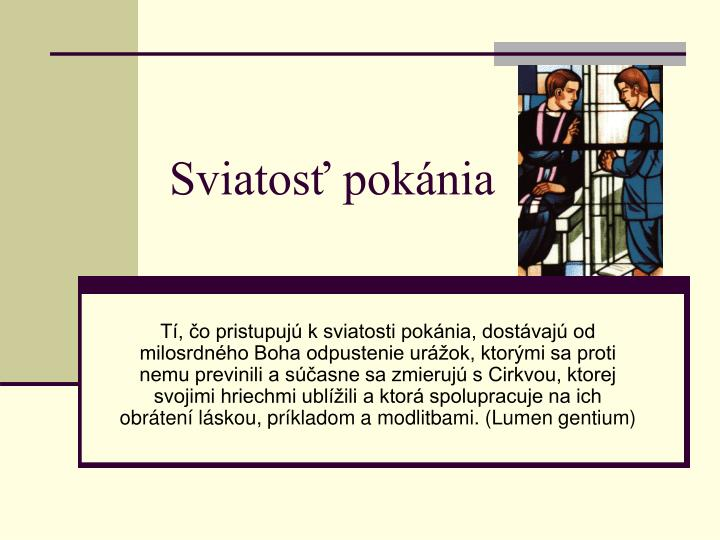 Sviatosť pokánia
Tí, čo pristupujú k sviatosti pokánia, dostávajú od
milosrdného Boha odpustenie urážok, ktorými sa proti
nemu previnili a súčasne sa zmierujú s Cirkvou, ktorej
svojimi hriechmi ublížili a ktorá spolupracuje na ich
obrátení láskou, príkladom a modlitbami. (Lumen gentium)